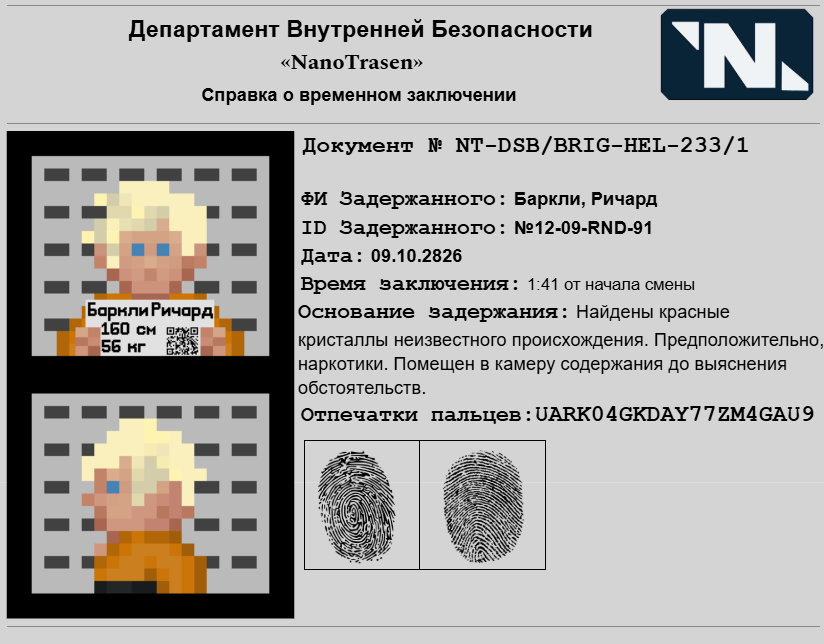 Департамент Внутренней Безопасности
«NanoTrasen»
Справка о временном заключении
N.
Документ № NT-DSB/BRIG-HEL-233/1
ФИ Задержанного: Баркли, Ричард
ID Задержанного: №12-09-RND-91
Дата: 09.10.2826
Время заключения: 1:41 от начала смены
Основание задержания: Найдены красные
кристаллы неизвестного происхождения. Предположительно,
наркотики. Помещен в камеру содержания до выяснения
обстоятельств.
Отпечатки пальцев:UARK04GKDAY77ZM4GAU9
Баркли Ричард
160 см
56 кг